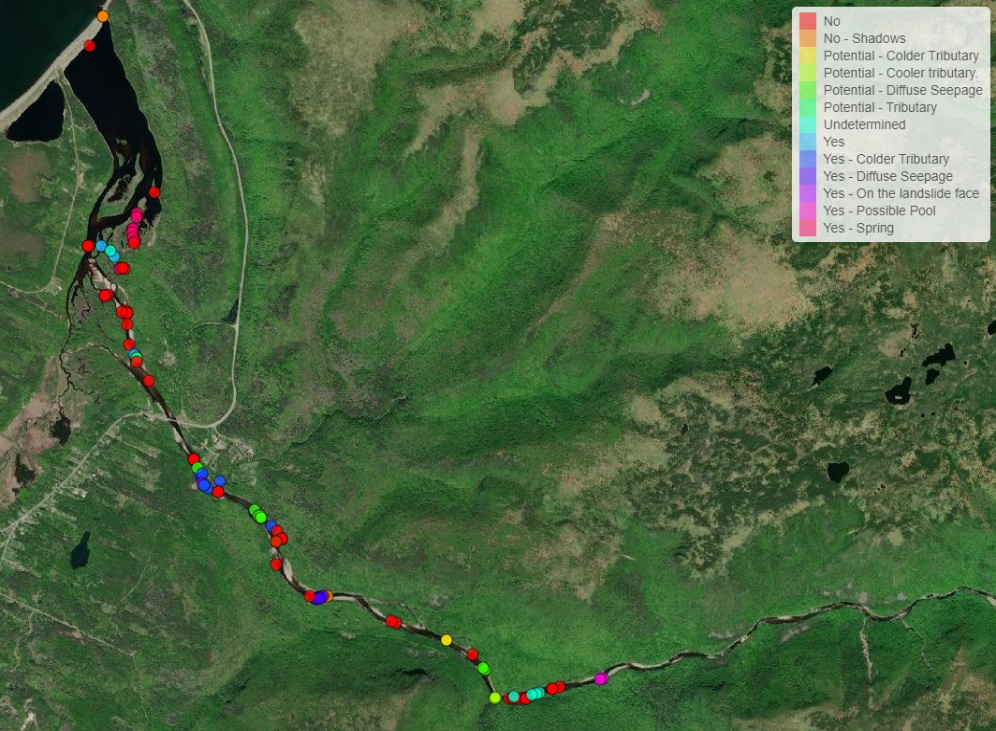 No
No - Shadows
Potential - Colder Tributary
Potential - Cooler tributary.
Potential - Diffuse Seepage
Potential - Tributary
Undetermined
Yes
Yes - Colder Tributary
Yes - Diffuse Seepage
Yes - On the landslide face
Yes - Possible Pool
Yes - Spring